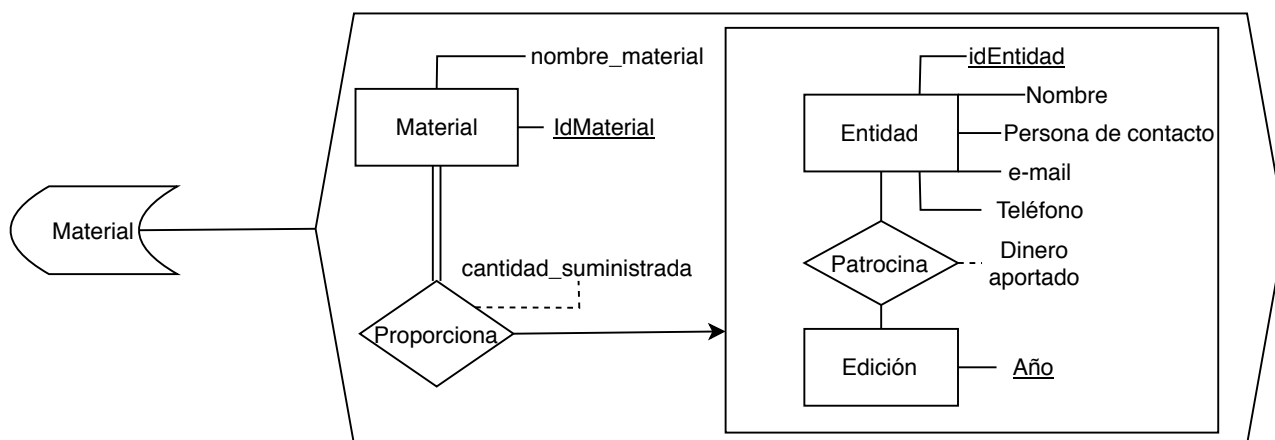 nombre_material
Material
IdMaterial
idEntidad
Nombre
Entidad
Persona de contacto
e-mail
Teléfono
Material
cantidad_suministrada
Proporciona
Patrocina
Dinero
aportado
Edición
Año